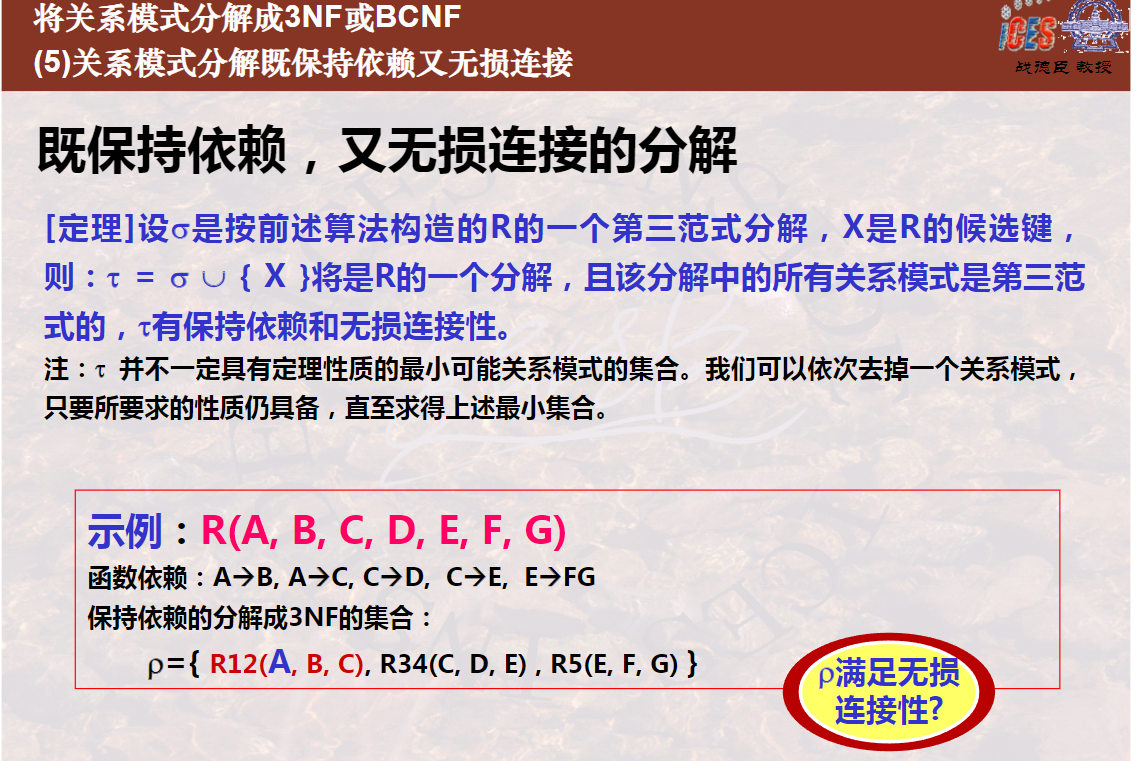 将关系模式分解成3NF或BCNF
(5)关系模式分解既保持依赖又无损连接
ICES
战德臣 教授
既保持依赖，又无损连接的分解
[定理]设σ是按前述算法构造的R的一个第三范式分解，X是R的候选键，
则：τ = σ ∪ { X }将是R的一个分解，且该分解中的所有关系模式是第三范
式的，τ有保持依赖和无损连接性。
注：τ 并不一定具有定理性质的最小可能关系模式的集合。我们可以依次去掉一个关系模式，
只要所要求的性质仍具备，直至求得上述最小集合。
示例：R(A, B, C, D, E, F, G)
函数依赖：A→B, A→C, C→D, C→E, E→FG
保持依赖的分解成3NF的集合：
ρ={ R12(A, B, C), R34(C, D, E) , R5(E, F, G) }
ρ满足无损
连接性?